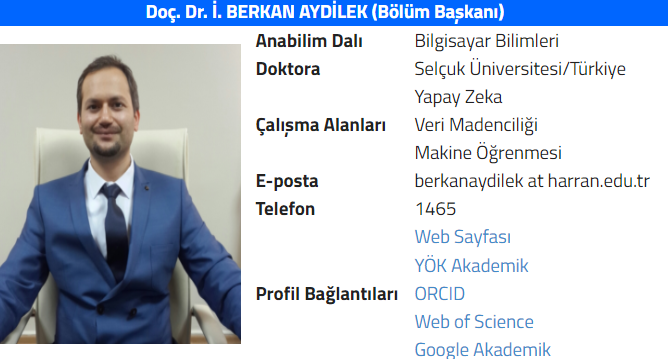 Doç. Dr. İ. BERKAN AYDİLEK (Bölüm Başkanı)
Anabilim Dalı Bilgisayar Bilimleri
Doktora Selçuk Üniversitesi/Türkiye
Yapay Zeka
Çalışma Alanları Veri Madenciliği
Makine Öğrenmesi
E-posta berkanaydilek at harran.edu.tr
Telefon 1465
Web Sayfası
YÖK Akademik
Profil Bağlantıları ORCID
Web of Science
Google Akademik